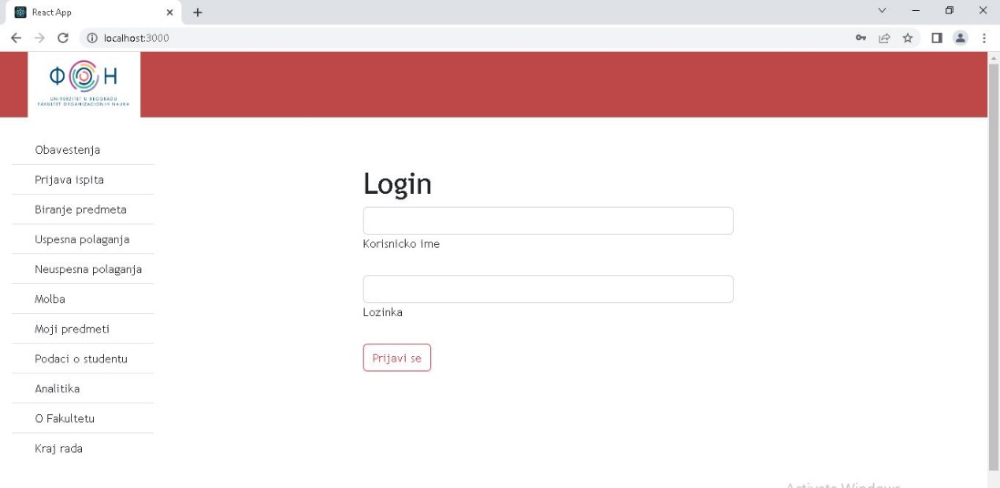 React App
localhost:3000
ФОН
UNIVERZITET U BEOGRADU
FAKULTET ORGANIZACIONIH NAUKA
Obavestenja
Prijava ispita
Biranje predmeta
Uspesna polaganja
Neuspesna polaganja
Molba
Moji predmeti
Podaci o studentu
Analitika
O Fakultetu
Kraj rada
Login
Korisnicko ime
Lozinka
Prijavi se
Activate Windows